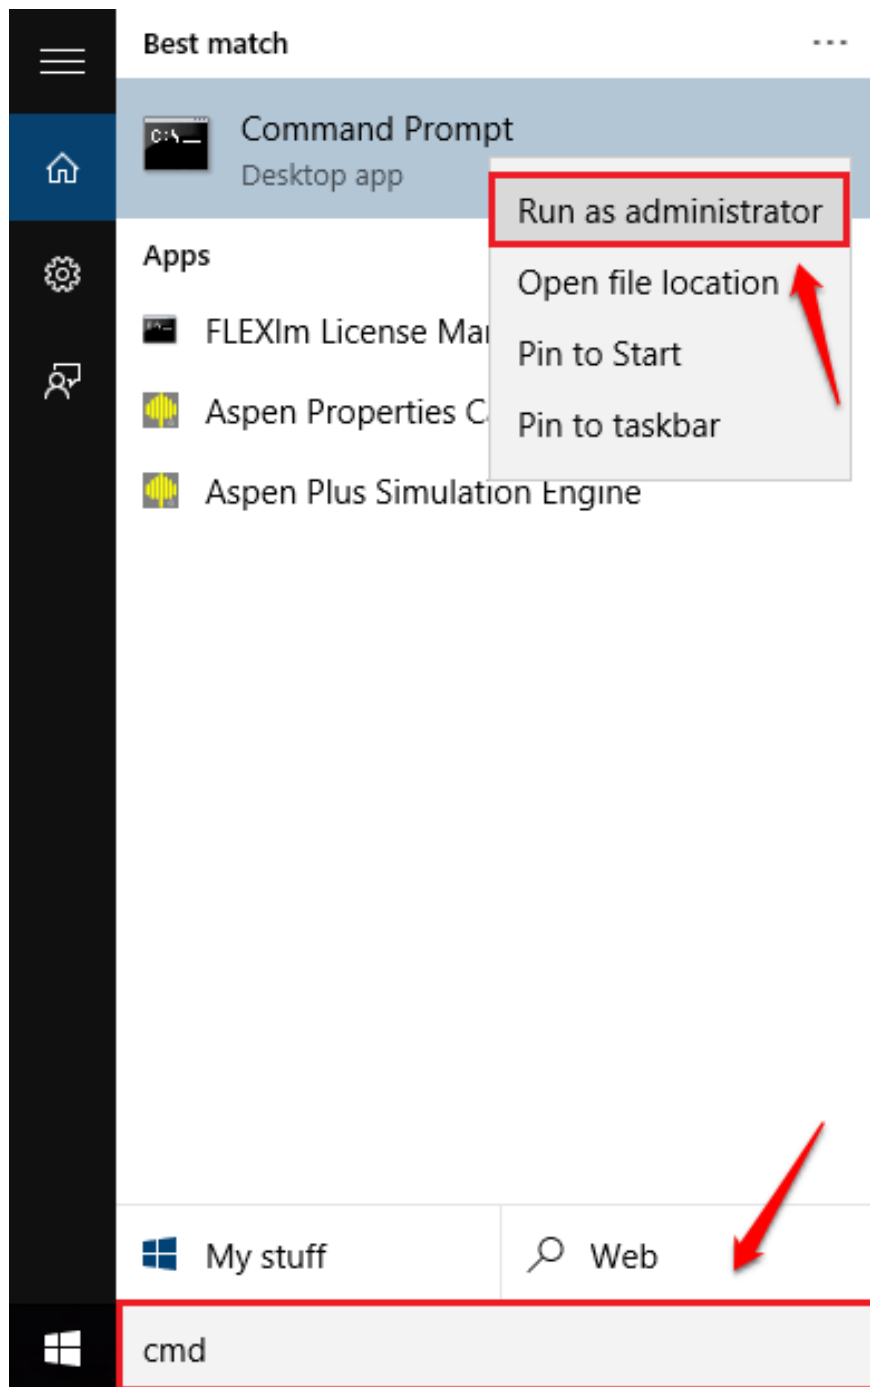 Best match
Command Prompt
Desktop app
Run as administrator
Apps
Open file location
FLEXlm License Ma
Pin to Start
Aspen Properties C
Pin to taskbar
Aspen Plus Simulation Engine
My stuff
Web
cmd